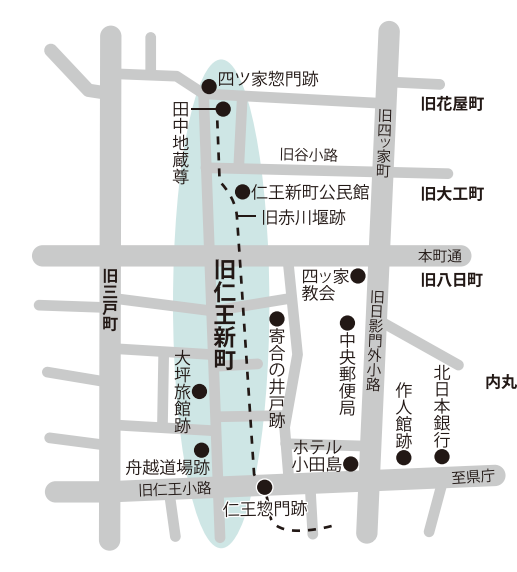 四ツ家惣門跡
田中地蔵尊
旧花屋町
旧四ッ家町
旧谷小路
仁王新町公民館
旧大工町
旧赤川堰跡
本町通
旧三戸町
旧仁王新町
四ッ家
教会
旧八日町
旧日影門外小路
寄合の井戸跡
中央郵便局
大坪旅館跡
北日本銀行
内丸
作人館跡
ホテル
小田島
舟越道場跡
至県庁
旧仁王小路
仁王惣門跡